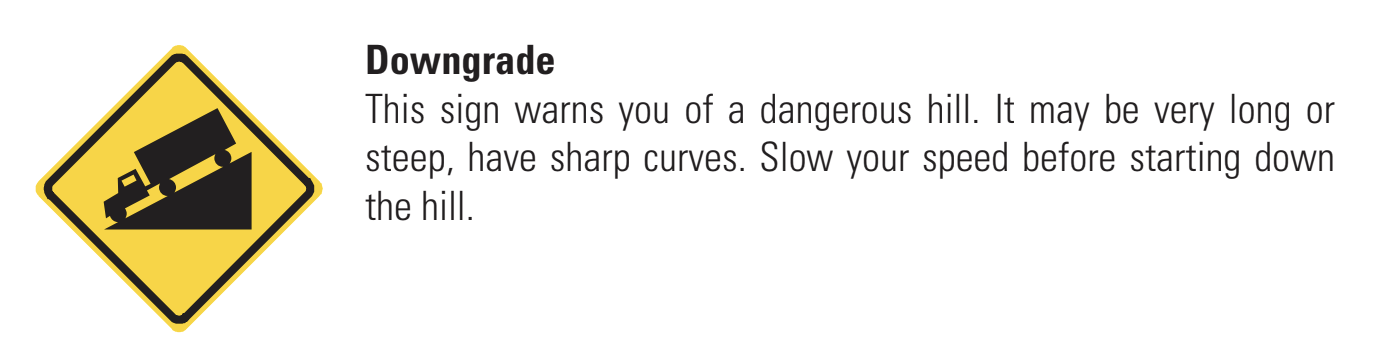 Downgrade
This sign warns you of a dangerous hill. It may be very long or
steep, have sharp curves. Slow your speed before starting down
the hill.